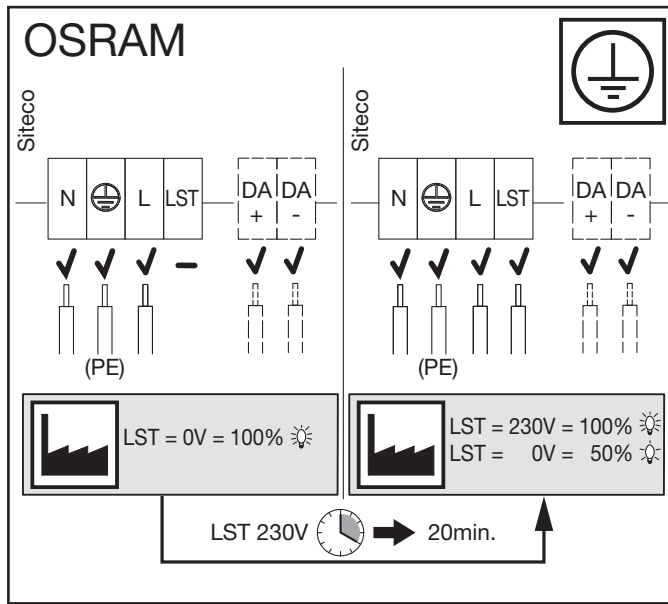 OSRAM
Siteco
N L LST DA + DA -
(PE)
LST = 0V = 100%
Siteco
N L LST DA + DA -
(PE)
LST = 230V = 100%
LST = 0V = 50%
LST 230V 20min.